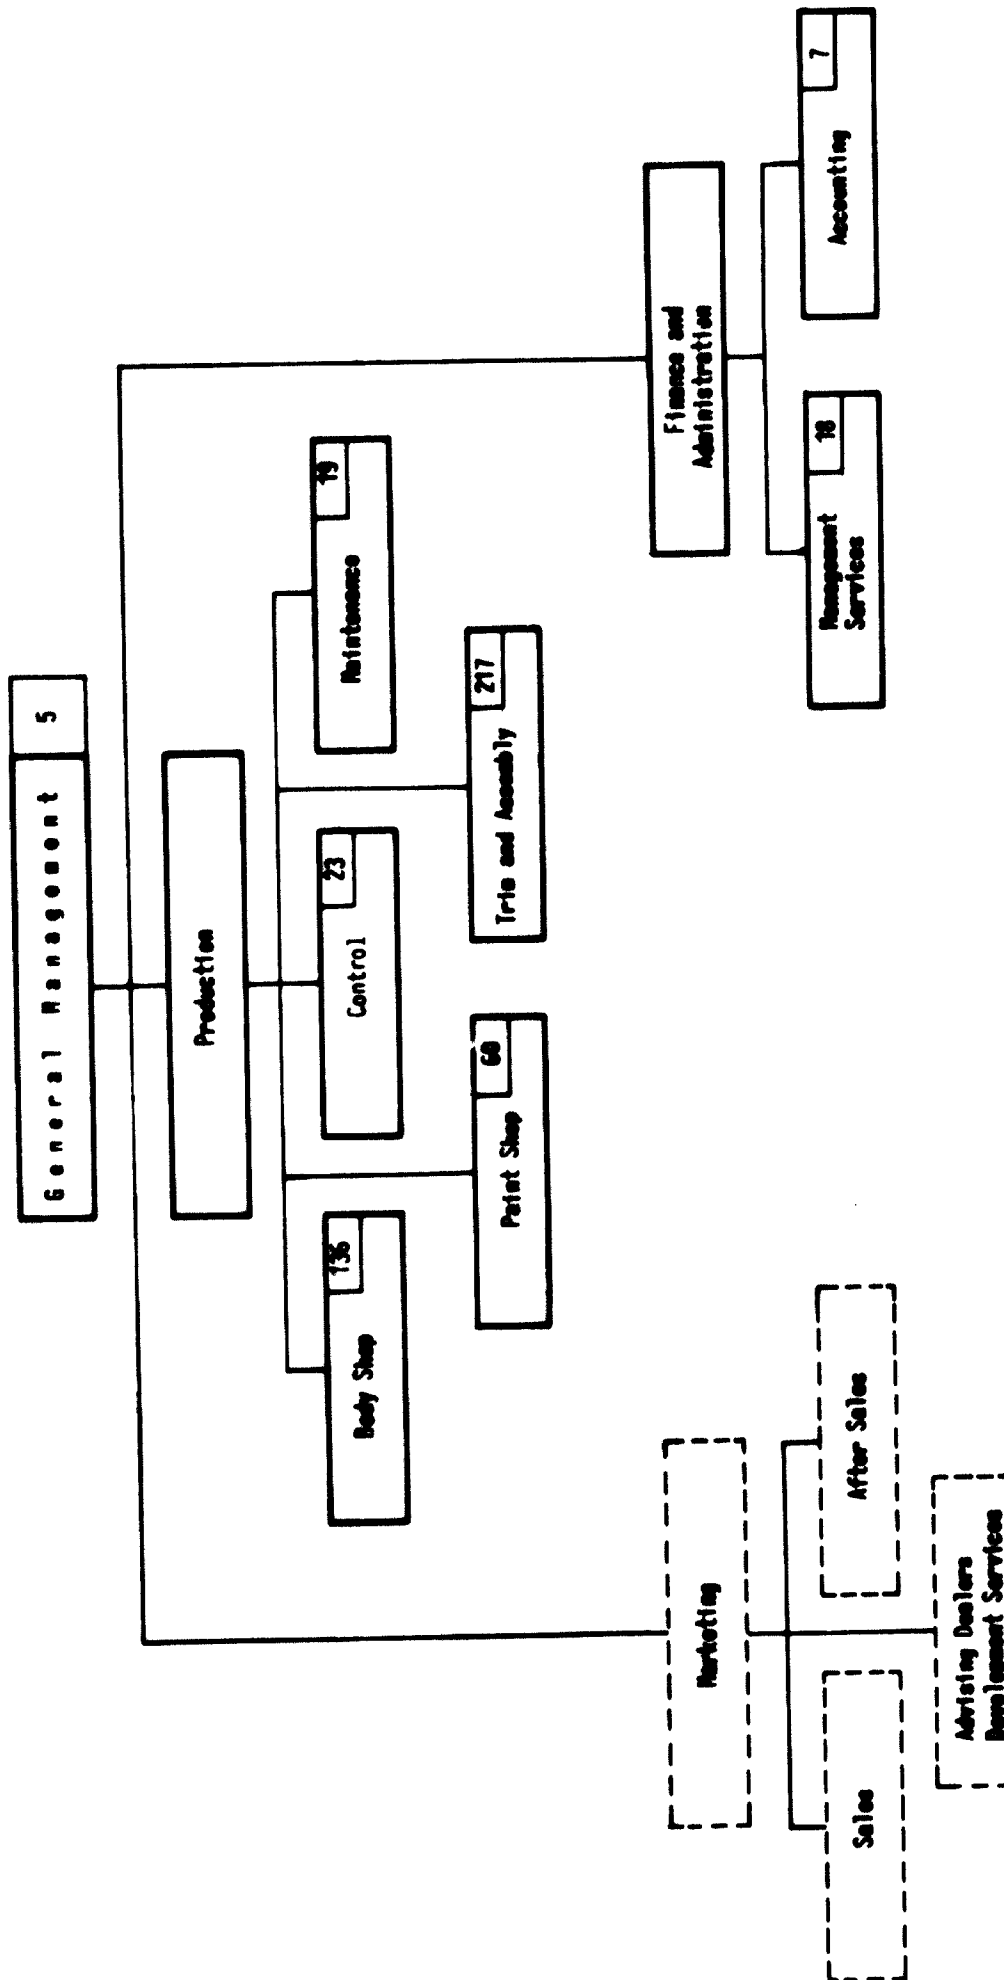 General Management
5
Production
Body Shop
136
Control
23
Maintenance
19
Paint Shop
60
Trim and Assembly
217
Marketing
Sales
After Sales
Advising Dealers
Development Services
Finance and
Administration
Management
Services
18
Accounting
7